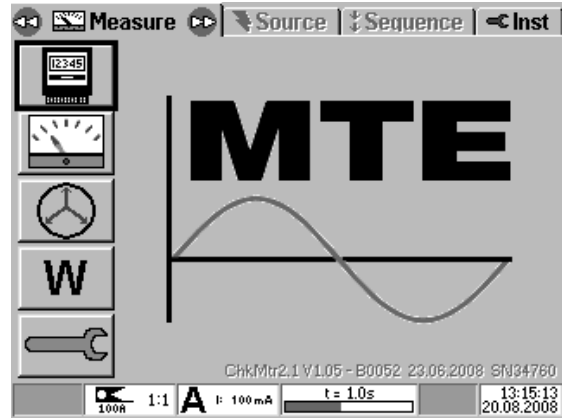 Measure Source Sequence Inst
12345
MTE
W
ChkMtr2.1 V1.05 - B0052 23.06.2008 SN34760
100A 1:1 A I: 100mA t = 1.0s 13:15:13
20.08.2008